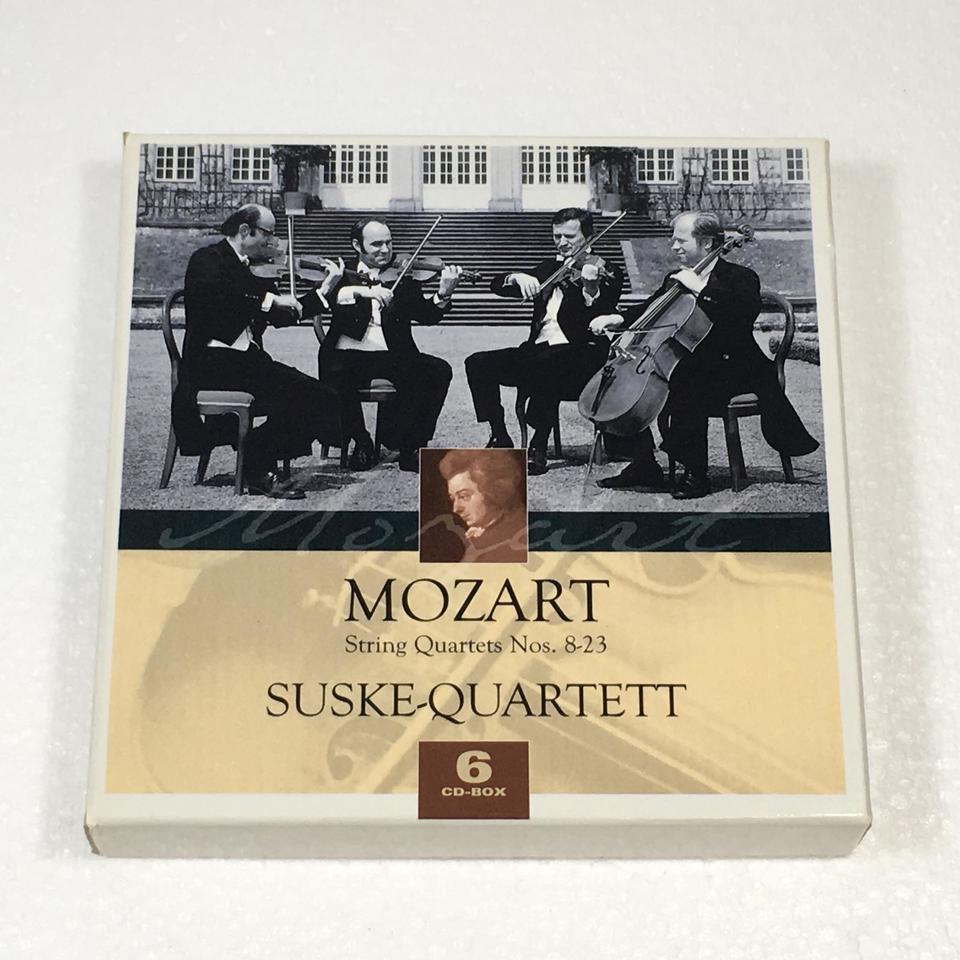 Mozart
MOZART
String Quartets Nos. 8-23
SUSKE-QUARTETT
6
CD-BOX